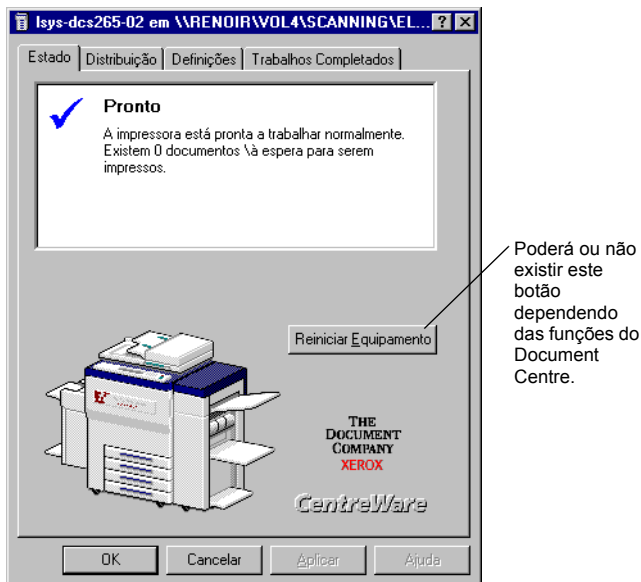 lsys-dcs265-02 em \\RENOIR\VOL4\SCANNING\EL...
Estado
Distribuição
Definições
Trabalhos Completados
Pronto
A impressora está pronta a trabalhar normalmente.
Existem 0 documentos \à espera para serem
impressos.
Poderá ou não
existir este
botão
dependendo
das funções do
Document
Centre.
Reiniciar Equipamento
THE
DOCUMENT
COMPANY
XEROX
CentreWare
OK
Cancelar
Aplicar
Ajuda